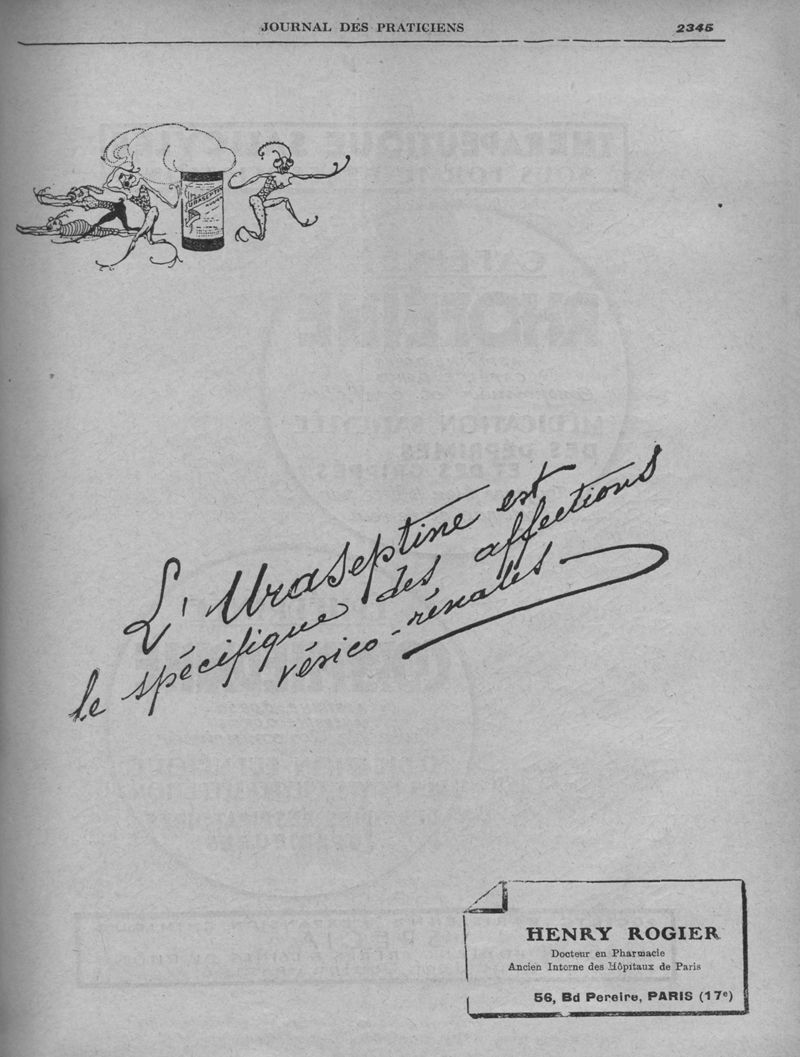 JOURNAL DES PRATICIENS
2345
URASEPTINE
L'Uraseptine est
le spécifique des affections
vésico-rénales
HENRY ROGIER
Docteur en Pharmacie
Ancien Interne des Hôpitaux de Paris
56, Bd Pereire, PARIS (17e)